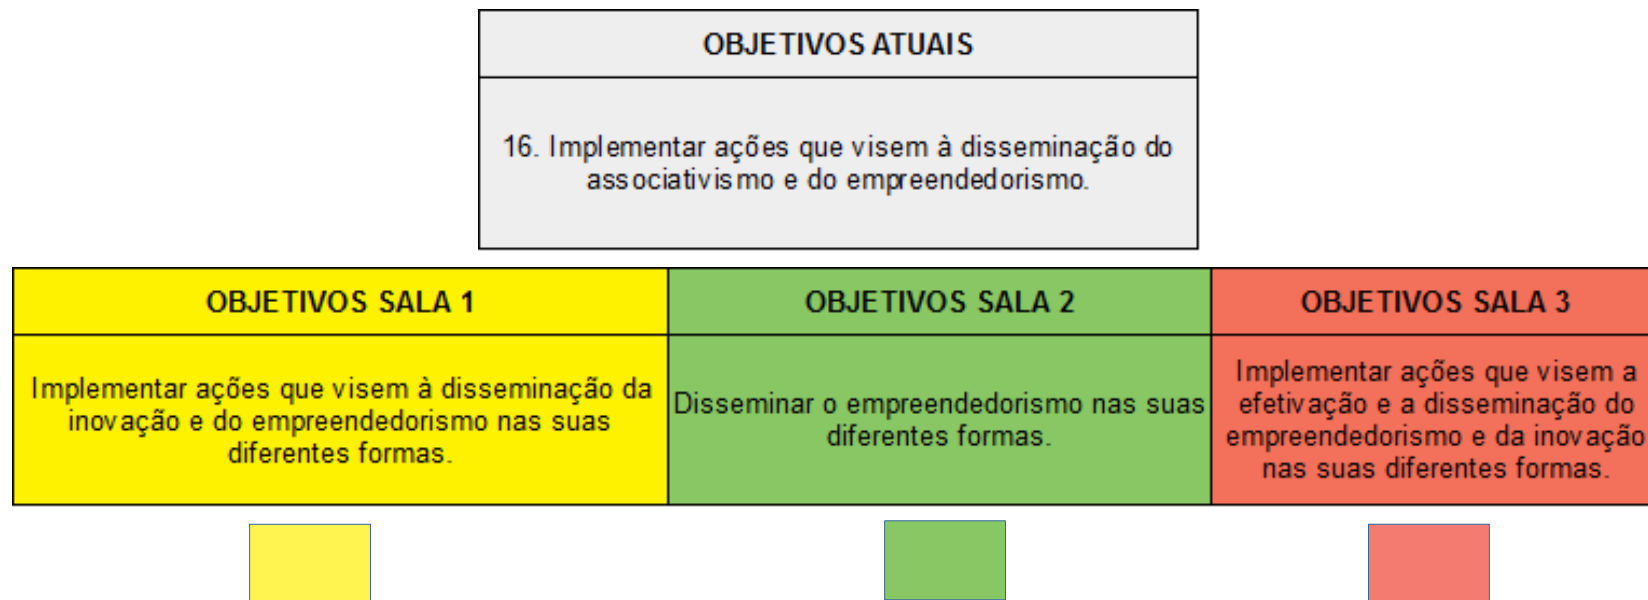 OBJETIVOS ATUAIS
16. Implementar ações que visem à disseminação do
associativismo e do empreendedorismo.
OBJETIVOS SALA 1
Implementar ações que visem à disseminação da
inovação e do empreendedorismo nas suas
diferentes formas.
OBJETIVOS SALA 2
Disseminar o empreendedorismo nas suas
diferentes formas.
OBJETIVOS SALA 3
Implementar ações que visem a
efetivação e a disseminação do
empreendedorismo e da inovação
nas suas diferentes formas.